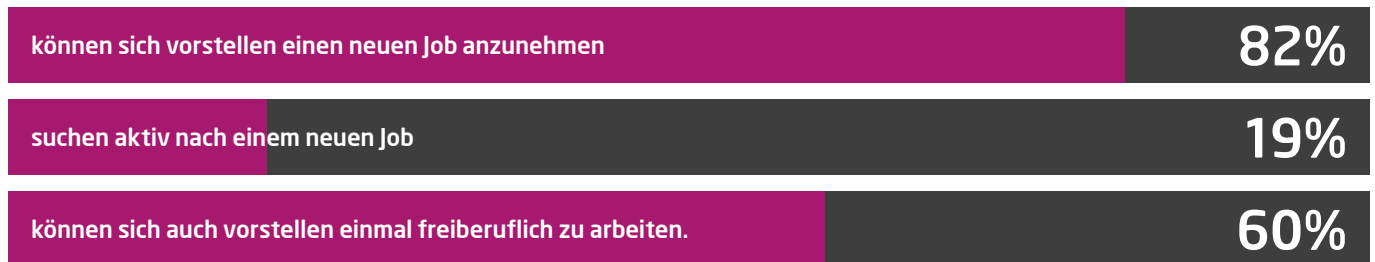 können sich vorstellen einen neuen Job anzunehmen 82%
suchen aktiv nach einem neuen Job 19%
können sich auch vorstellen einmal freiberuflich zu arbeiten. 60%